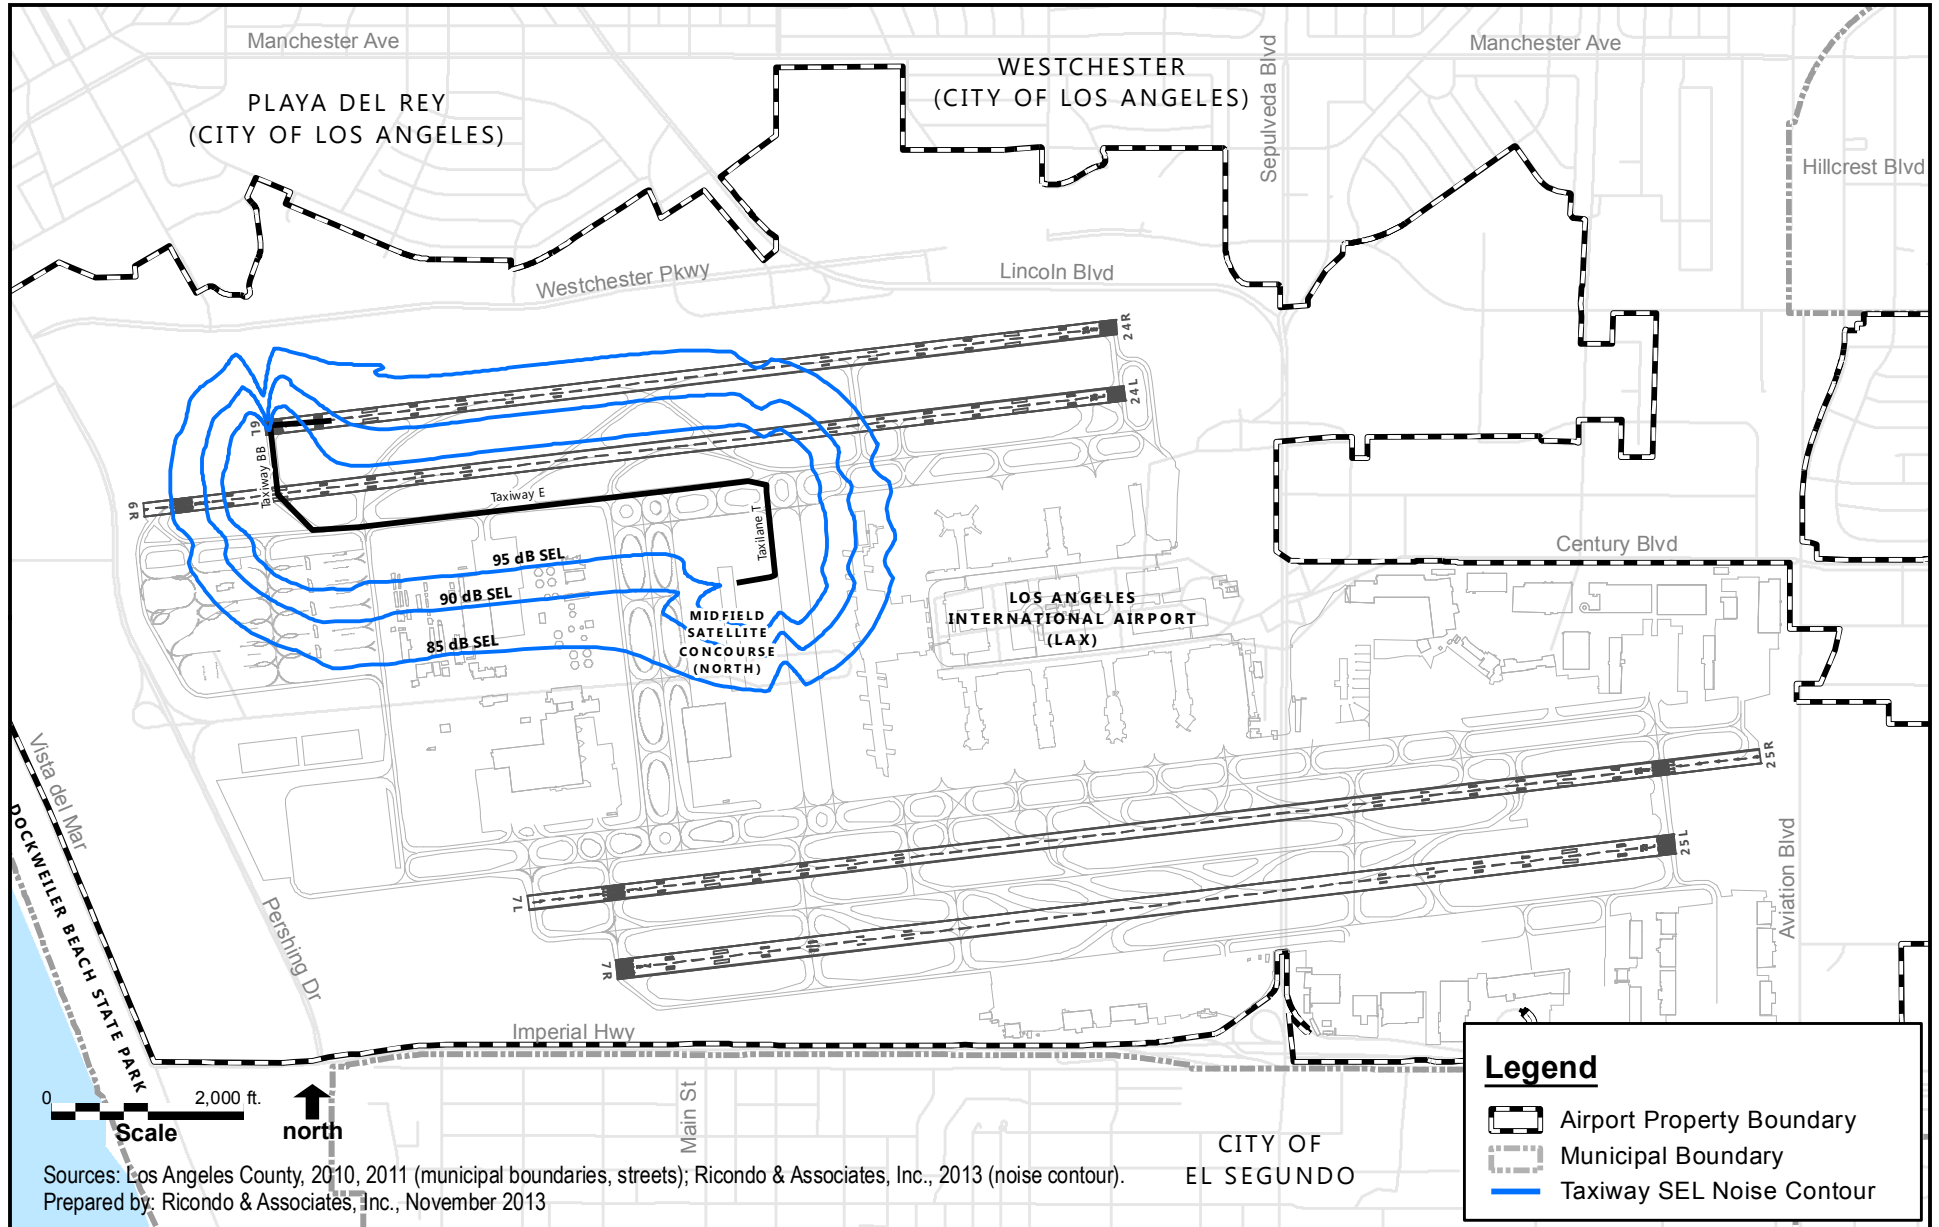 Manchester Ave
Manchester Ave
WESTCHESTER
(CITY OF LOS ANGELES)
Sepulveda Blvd
PLAYA DEL REY
(CITY OF LOS ANGELES)
Hillcrest Blvd
Westchester Pkwy
Lincoln Blvd
24R
24L
6L
6R
Taxiway BB
Taxiway E
Taxilane T
95 dB SEL
90 dB SEL
85 dB SEL
MIDFIELD
SATELLITE
CONCOURSE
(NORTH)
LOS ANGELES
INTERNATIONAL AIRPORT
(LAX)
Century Blvd
25R
25L
7L
7R
Vista del Mar
DOCKWEILER BEACH STATE PARK
Pershing Dr
Aviation Blvd
Imperial Hwy
Main St
0
2,000 ft.
Scale
north
CITY OF
EL SEGUNDO
Legend
Airport Property Boundary
Municipal Boundary
Taxiway SEL Noise Contour
Sources: Los Angeles County, 2010, 2011 (municipal boundaries, streets); Ricondo & Associates, Inc., 2013 (noise contour).
Prepared by: Ricondo & Associates, Inc., November 2013